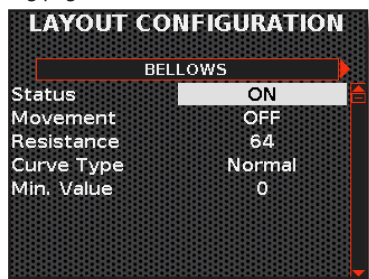 LAYOUT CONFIGURATION
BELLOWS
Status ON
Movement OFF
Resistance 64
Curve Type Normal
Min. Value 0